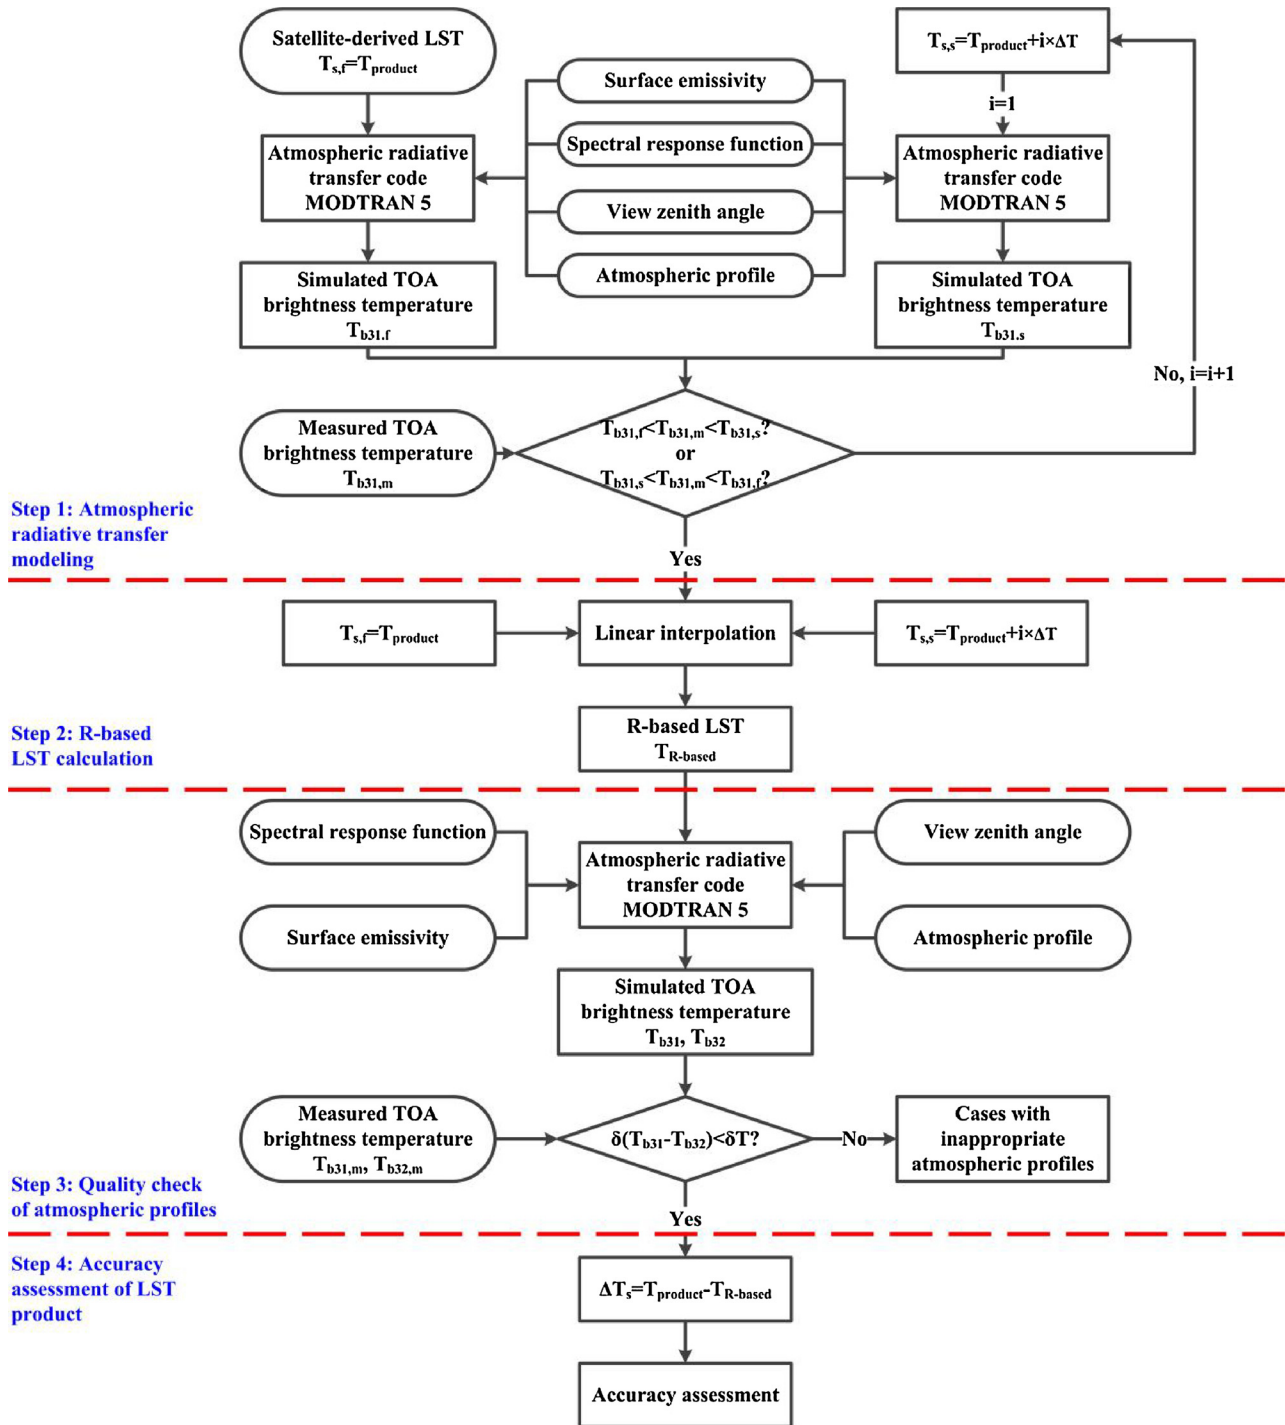 Satellite-derived LST
Ts,f=Tproduct
Ts,s=Tproduct+i×ΔT
i=1
Surface emissivity
Spectral response function
View zenith angle
Atmospheric profile
Atmospheric radiative
transfer code
MODTRAN 5
Atmospheric radiative
transfer code
MODTRAN 5
Simulated TOA
brightness temperature
Tb31.f
Simulated TOA
brightness temperature
Tb31.s
No, i=i+1
Measured TOA
brightness temperature
Tb31,m
Tb31,f<Tb31,m<Tb31,s?
or
Tb31,s<Tb31,m<Tb31,f?
Step 1: Atmospheric
radiative transfer
modeling
Yes
Ts,f=Tproduct
Linear interpolation
Ts,s=Tproduct+i×ΔT
R-based LST
TR-based
Step 2: R-based
LST calculation
Spectral response function
View zenith angle
Atmospheric radiative
transfer code
MODTRAN 5
Surface emissivity
Atmospheric profile
Simulated TOA
brightness temperature
Tb31, Tb32
Measured TOA
brightness temperature
Tb31,m, Tb32,m
δ(Tb31-Tb32)<δT?
No
Cases with
inappropriate
atmospheric profiles
Step 3: Quality check
of atmospheric profiles
Yes
Step 4: Accuracy
assessment of LST
product
ΔTs=Tproduct-TR-based
Accuracy assessment